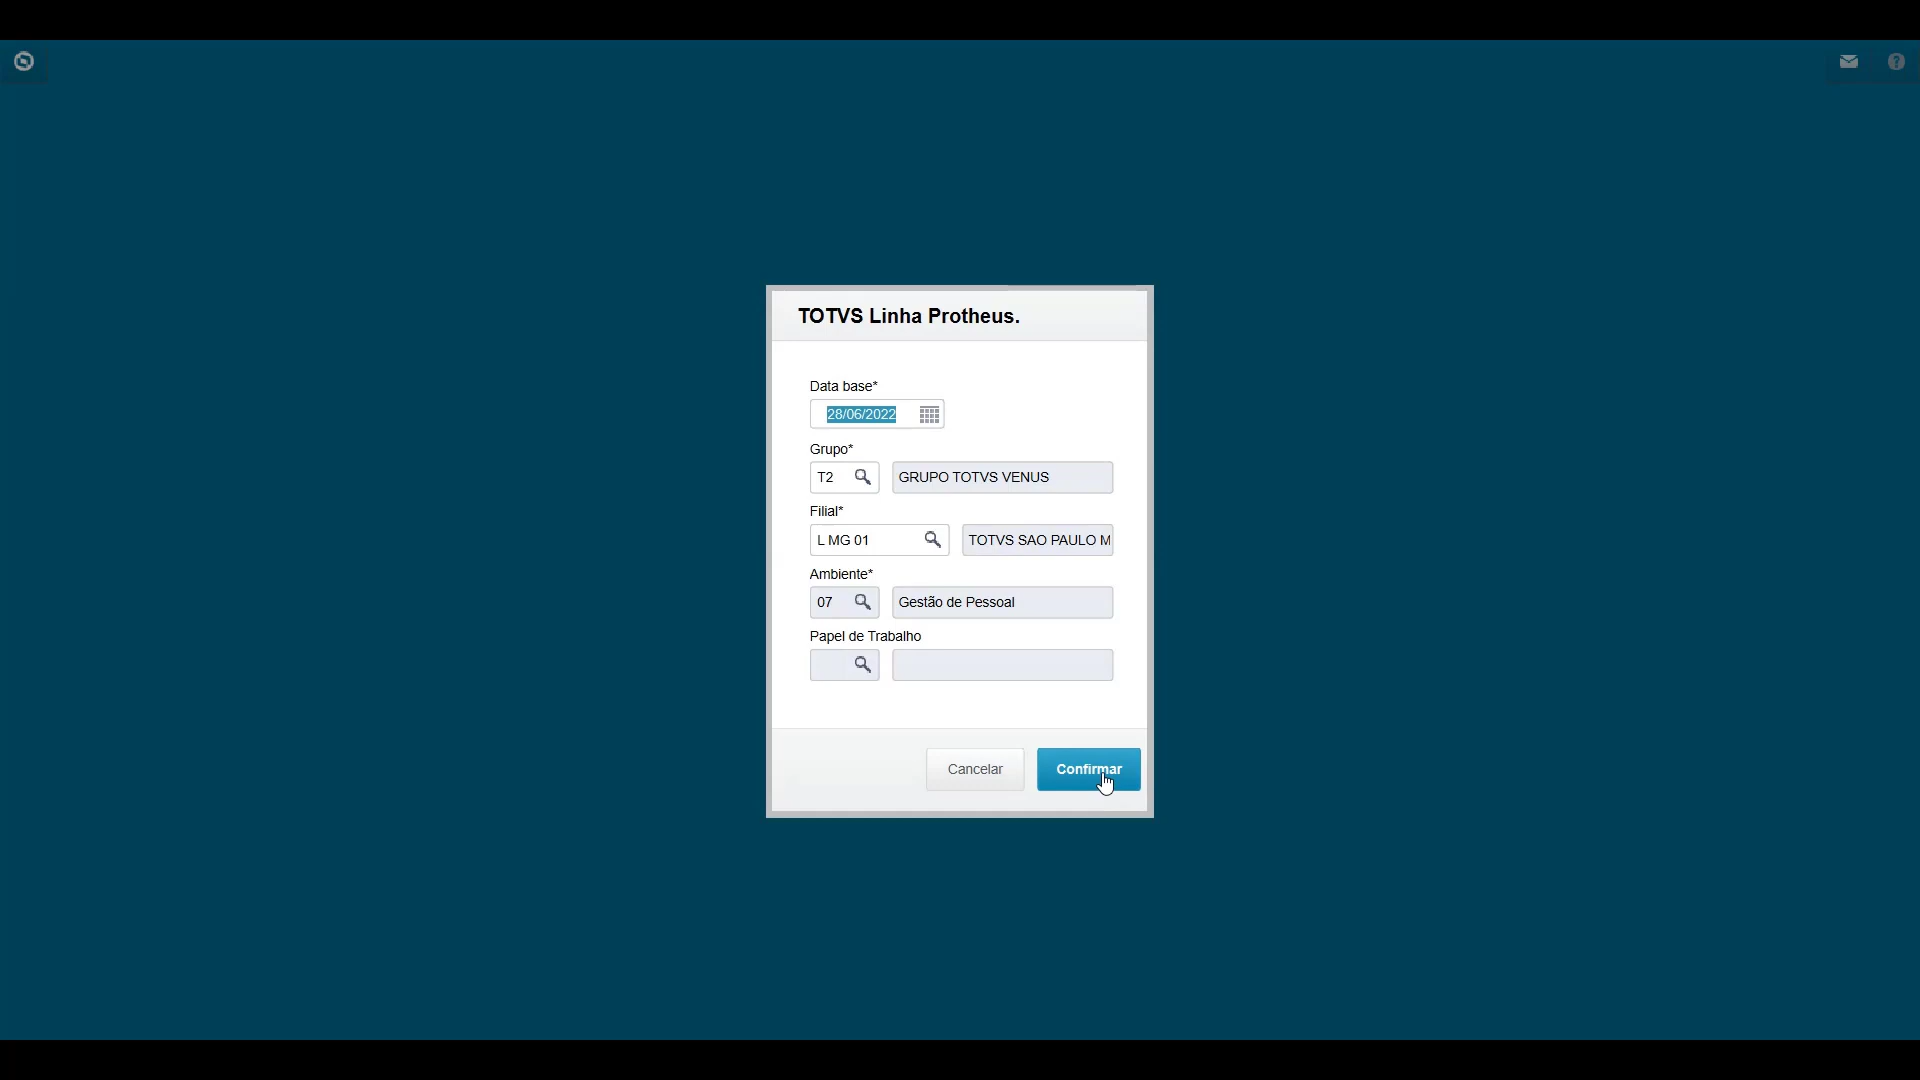 TOTVS Linha Protheus.
Data base*
28/06/2022
Grupo*
T2 GRUPO TOTVS VENUS
Filial*
L MG 01 TOTVS SAO PAULO M
Ambiente*
07 Gestão de Pessoal
Papel de Trabalho
Cancelar Confirmar